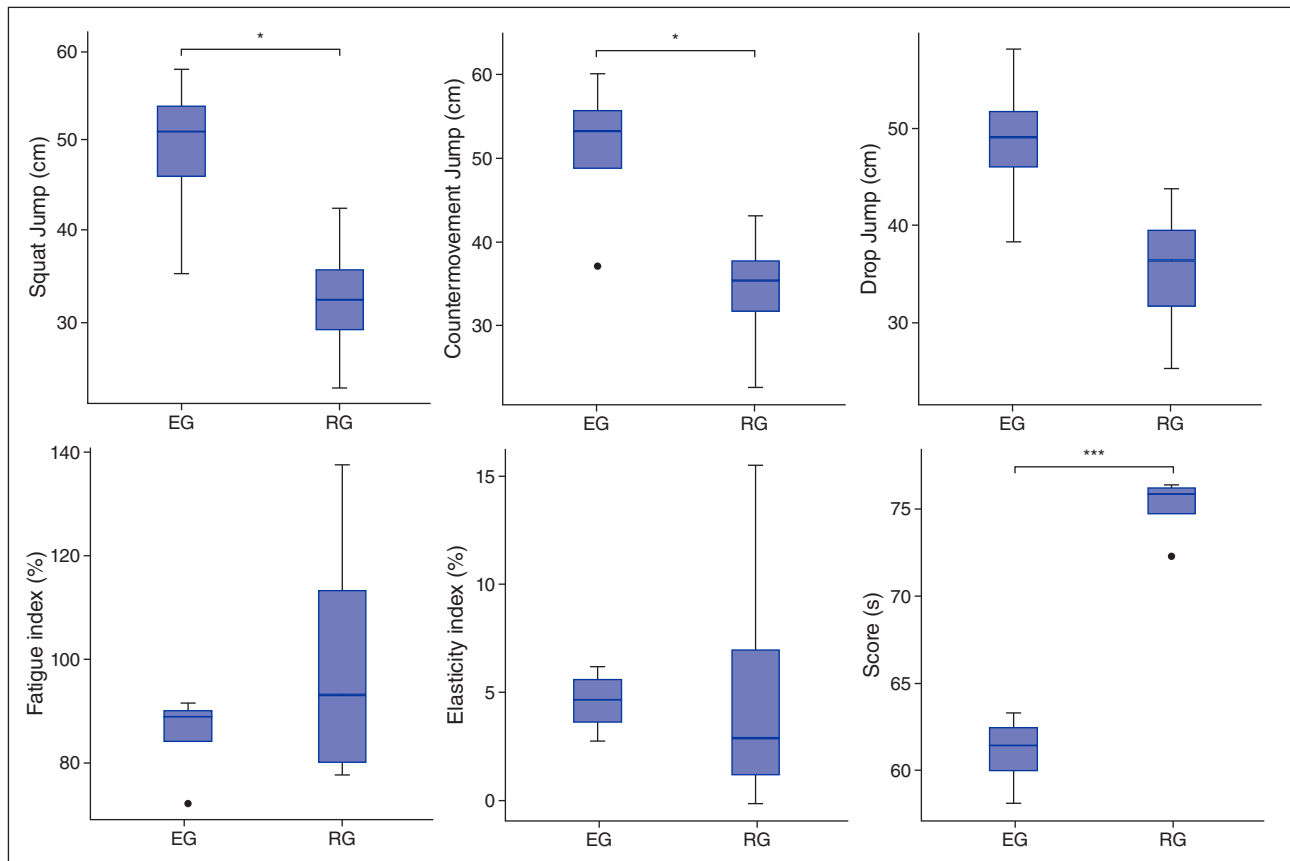 Squat Jump (cm)
60
50
40
30
*
EG
RG
Countermovement Jump (cm)
60
50
40
30
*
EG
RG
Drop Jump (cm)
50
40
30
EG
RG
Fatigue index (%)
140
120
100
80
EG
RG
Elasticity index (%)
15
10
5
0
EG
RG
Score (s)
75
70
65
60
***
EG
RG